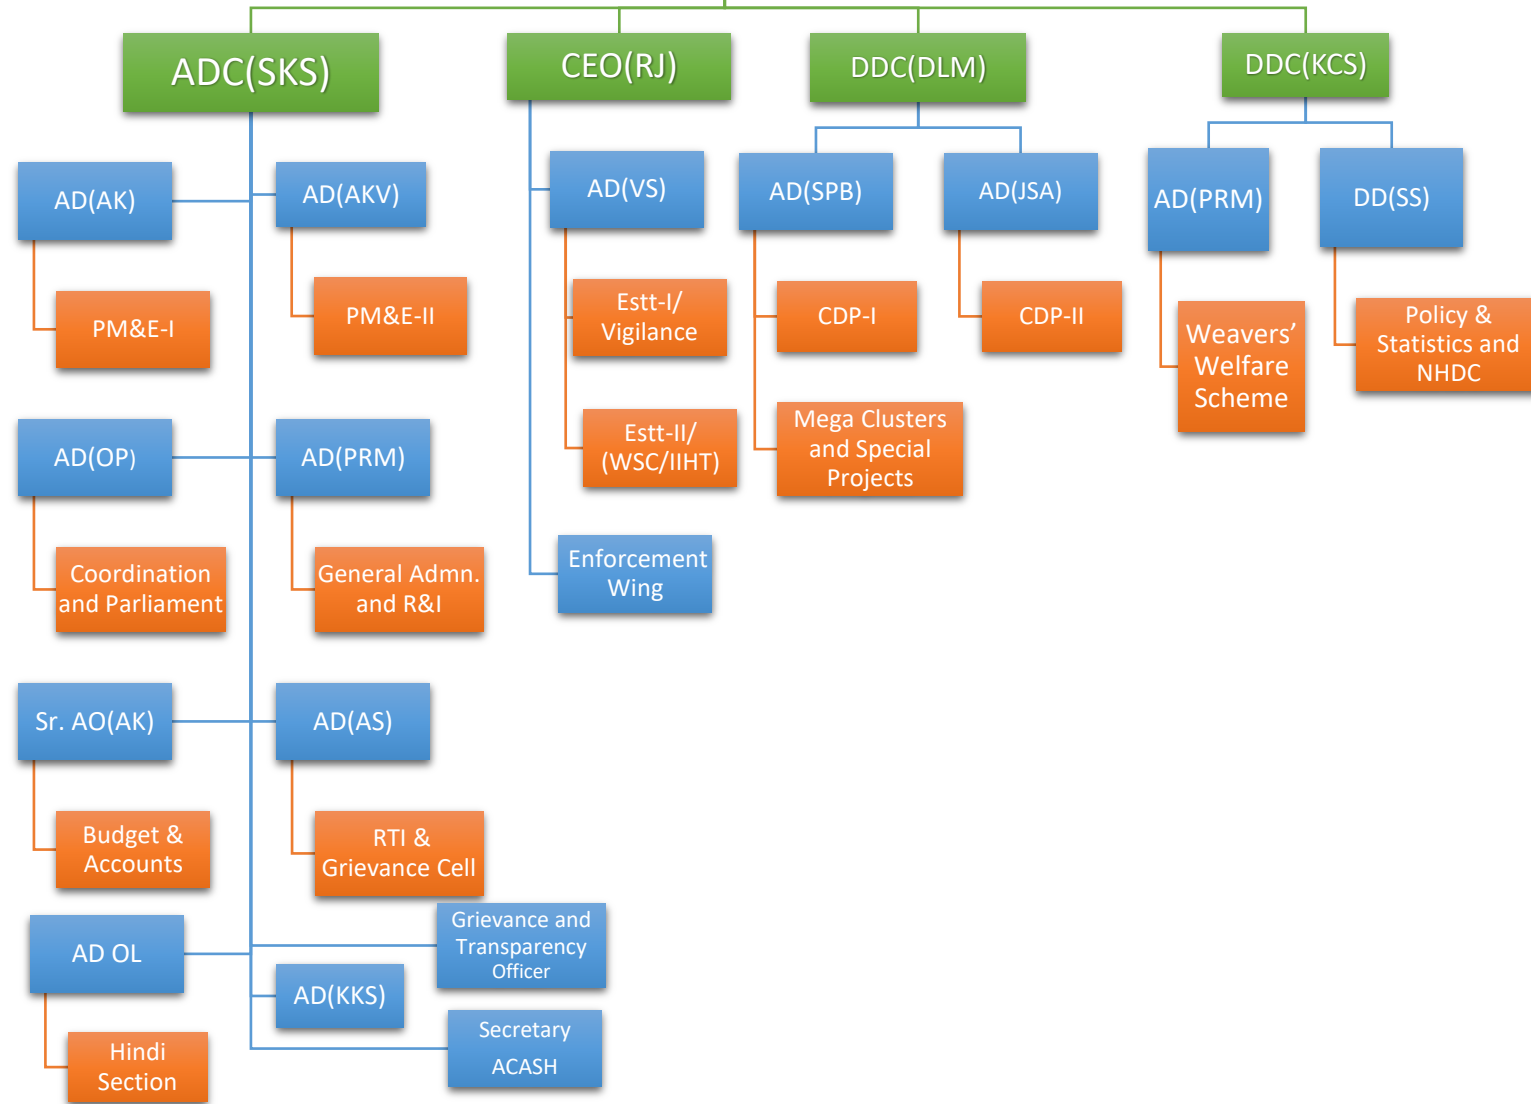 ADC(SKS)
CEO(RJ)
DDC(DLM)
DDC(KCS)
AD(AK)
AD(AKV)
AD(VS)
AD(SPB)
AD(JSA)
AD(PRM)
DD(SS)
PM&E-I
PM&E-II
Estt-I/
Vigilance
CDP-I
CDP-II
Weavers’
Welfare
Scheme
Policy &
Statistics and
NHDC
AD(OP)
AD(PRM)
Estt-II/
(WSC/IIHT)
Mega Clusters
and Special
Projects
Coordination
and Parliament
General Admn.
and R&I
Enforcement
Wing
Sr. AO(AK)
AD(AS)
Budget &
Accounts
RTI &
Grievance Cell
AD OL
Grievance and
Transparency
Officer
AD(KKS)
Hindi
Section
Secretary
ACASH